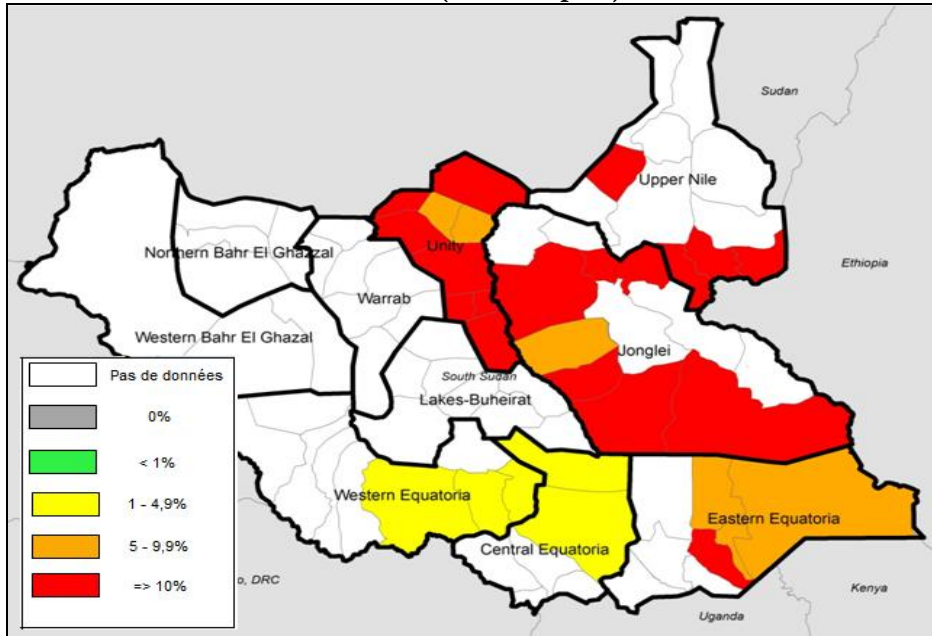 Sudan
Upper Nile
Ethiopia
Northern Bahr El Ghazzal
Unity
Warrab
Western Bahr El Ghazal
Jonglei
South Sudan
Lakes-Buheirat
Pas de données
0%
< 1%
1 - 4,9%
5 - 9,9%
=> 10%
Western Equatoria
Eastern Equatoria
Central Equatoria
o, DRC
Kenya
Uganda